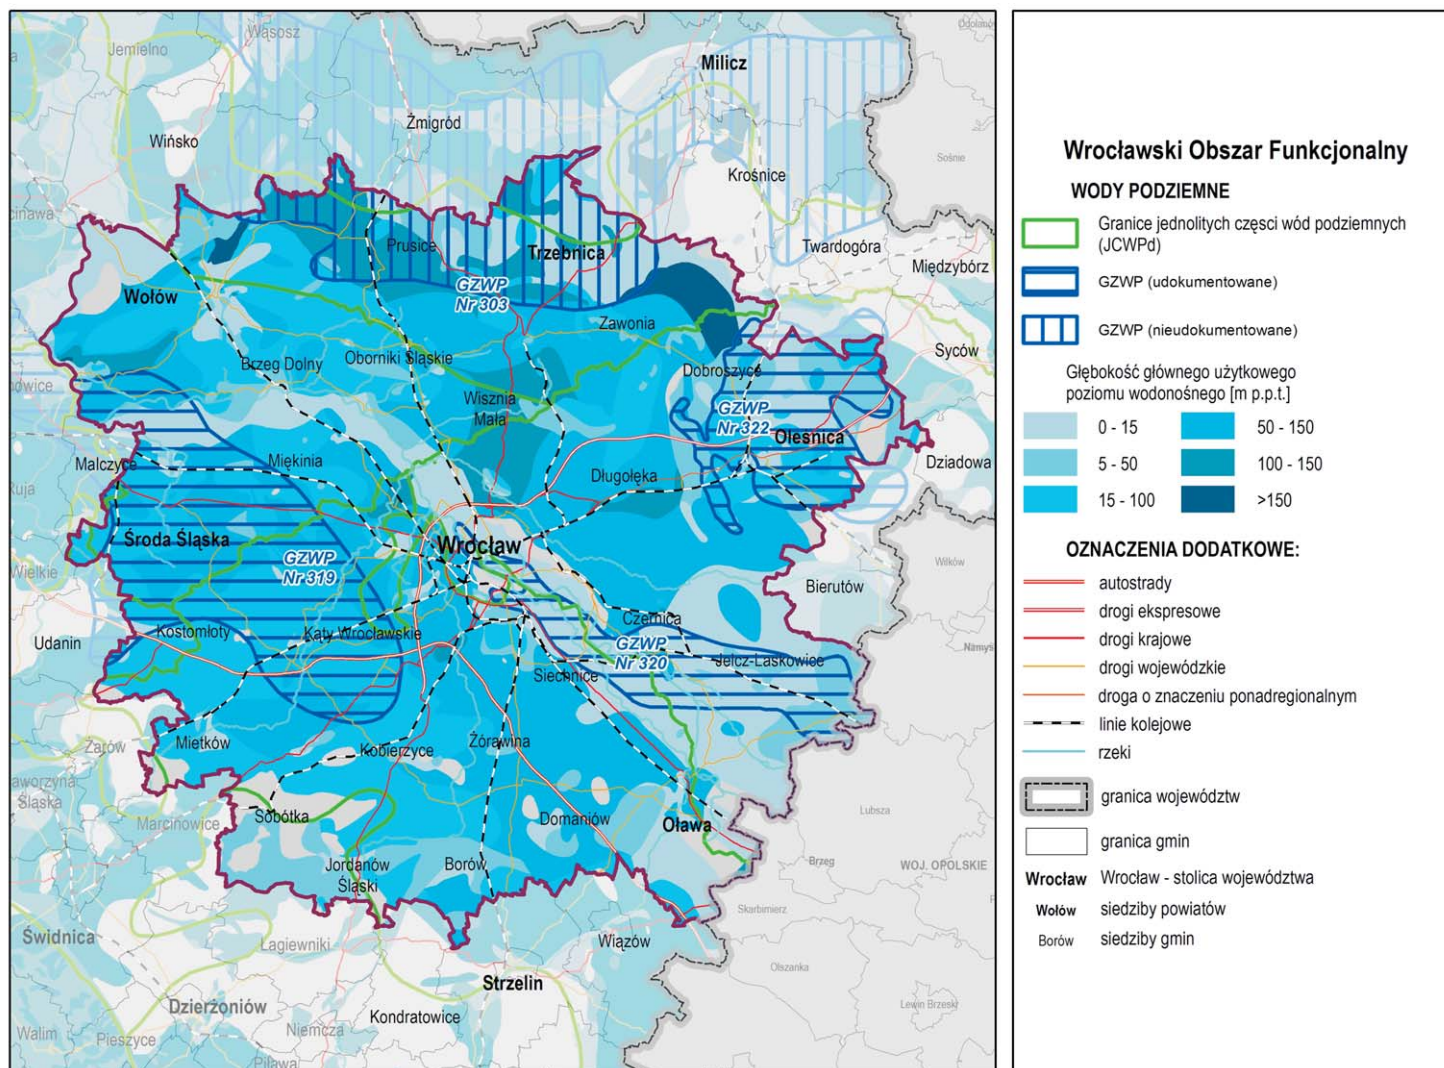 Wąsosz
Jemielno
Milicz
Odolanów
Żmigród
Wińsko
Sośnie
Krośnice
cinawa
Prusice
Trzebnica
Twardogóra
Międzybórz
Wołów
GZWP
Nr 303
Zawonia
Syców
Brzeg Dolny
Oborniki Śląskie
Dobroszyce
Wisznia
Mała
GZWP
Nr 322
Olesnica
Malczyce
Miękinia
Dziadowa
Długołęka
Ruja
Środa Śląska
Wrocław
GZWP
Nr 319
Wilków
Wielkie
Bierutów
Czernica
Kostomłoty
Kąty Wrocławskie
Udanin
GZWP
Nr 320
Jelcz-Laskowice
Siechnice
Namys
Mietków
Żarów
Kobierzyce
Żórawina
aworzyna
Śląska
Marcinowice
Sobótka
Domaniów
Oława
Lubsza
Jordanów
Śląski
Borów
Brzeg
WOJ. OPOLSKIE
Skarbimierz
Świdnica
Łagiewniki
Wiązów
Olszanka
Strzelin
Dzierżoniów
Kondratowice
Lewin Brzeski
Niemcza
Walim
Pieszyce
Piława
Wrocławski Obszar Funkcjonalny
WODY PODZIEMNE
Granice jednolitych części wód podziemnych
(JCWPd)
GZWP (udokumentowane)
GZWP (nieudokumentowane)
Głębokość głównego użytkowego
poziomu wodonośnego [m p.p.t.]
0 - 15
50 - 150
5 - 50
100 - 150
15 - 100
>150
OZNACZENIA DODATKOWE:
autostrady
drogi ekspresowe
drogi krajowe
drogi wojewódzkie
droga o znaczeniu ponadregionalnym
linie kolejowe
rzeki
granica województw
granica gmin
Wrocław Wrocław - stolica województwa
Wołów siedziby powiatów
Borów siedziby gmin